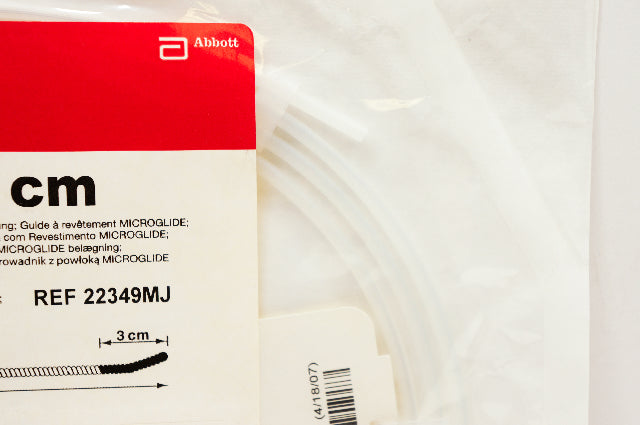 Abbott
cm
ng; Guide à revêtement MICROGLIDE;
com Revestimento MICROGLIDE;
MICROGLIDE belægning;
rowadnik z powłoką MICROGLIDE
REF 22349MJ
3 cm
(4/18/07)